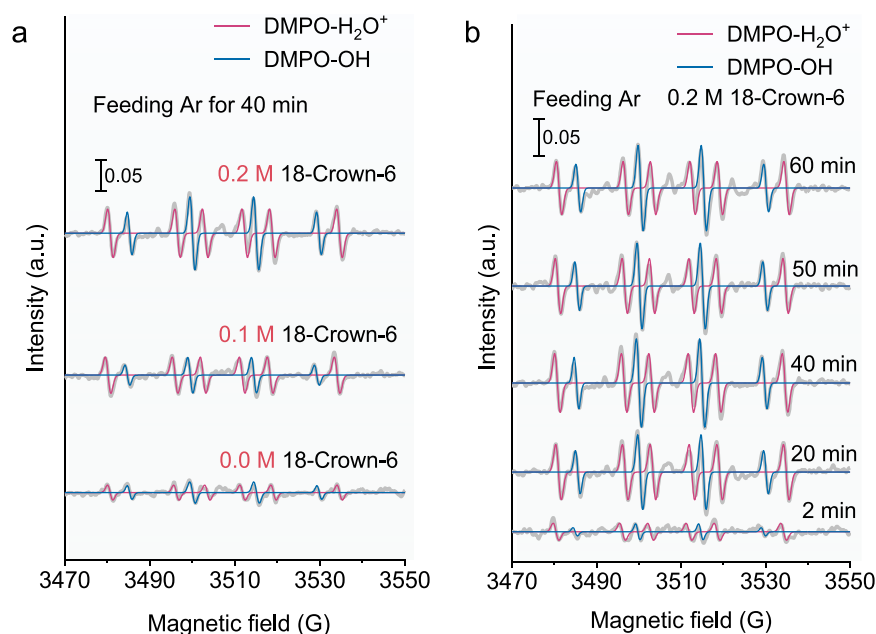 a
DMPO-H₂O⁺
DMPO-OH
Feeding Ar for 40 min
0.05
0.2 M 18-Crown-6
0.1 M 18-Crown-6
0.0 M 18-Crown-6
Intensity (a.u.)
3470 3490 3510 3530 3550
Magnetic field (G)
b
DMPO-H₂O⁺
DMPO-OH
Feeding Ar 0.2 M 18-Crown-6
0.05
60 min
50 min
40 min
20 min
2 min
Intensity (a.u.)
3470 3490 3510 3530 3550
Magnetic field (G)